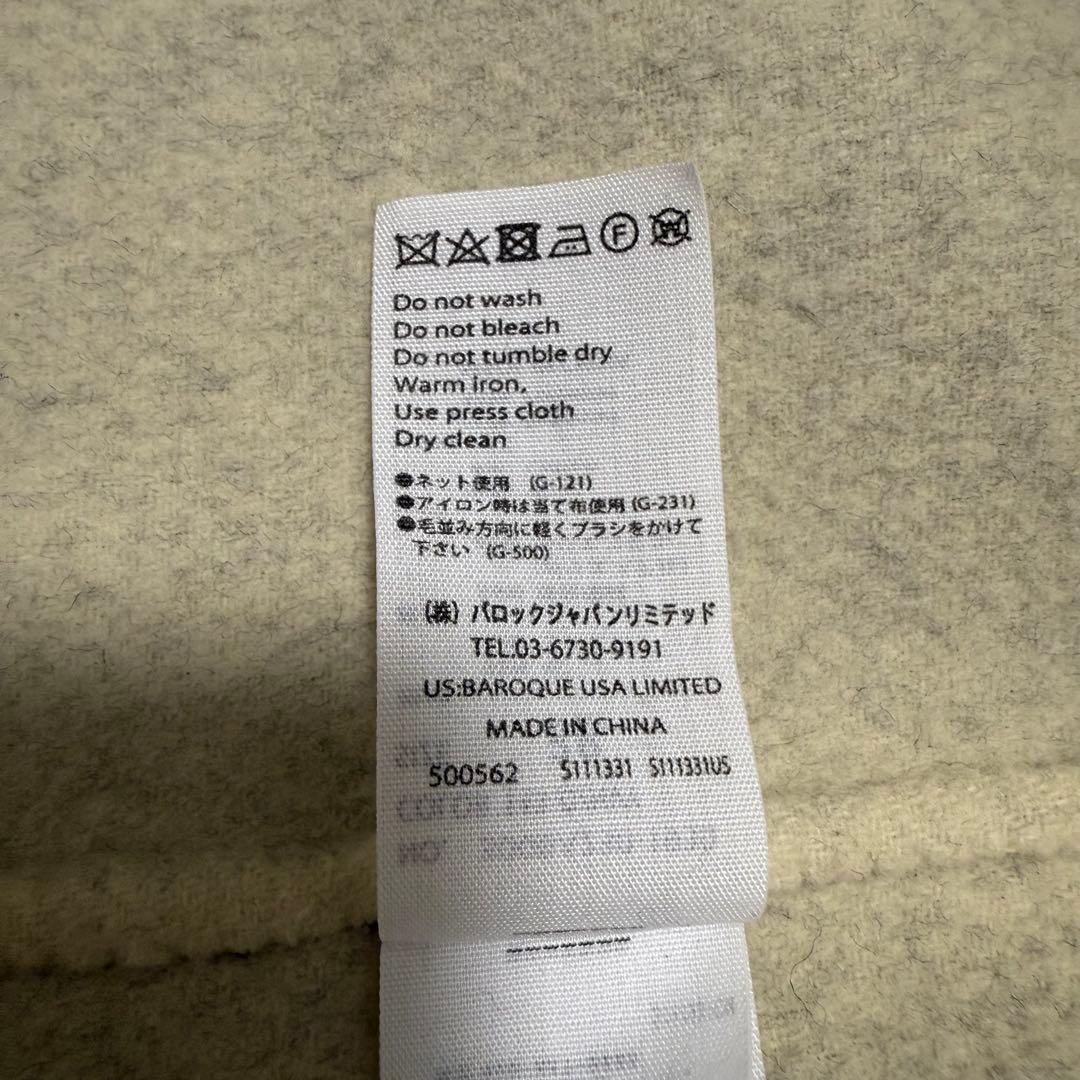 F W
Do not wash
Do not bleach
Do not tumble dry
Warm iron,
Use press cloth
Dry clean
●ネット使用 (G-121)
●アイロン時は当て布使用 (G-231)
●毛並み方向に軽くブラシをかけて
下さい (G-500)
(株) バロックジャパンリミテッド
TEL.03-6730-9191
US:BAROQUE USA LIMITED
MADE IN CHINA
500562 5111331 5111331US